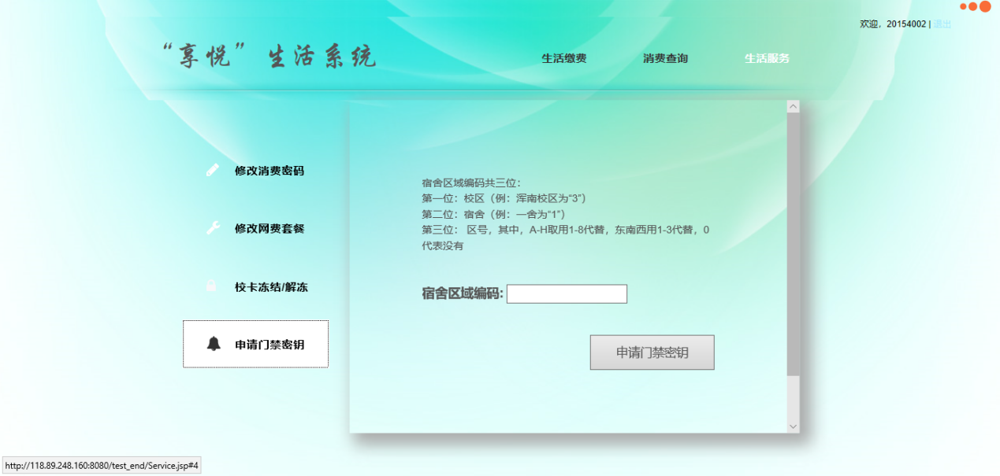 欢迎，20154002 | 退出
“享悦”生活系统
生活缴费
消费查询
生活服务
修改消费密码
修改网费套餐
校卡冻结/解冻
申请门禁密钥
宿舍区域编码共三位：
第一位：校区（例：浑南校区为“3”）
第二位：宿舍（例：一舍为“1”）
第三位： 区号，其中，A-H取用1-8代替，东南西用1-3代替，0
代表没有
宿舍区域编码:
申请门禁密钥
http://118.89.248.160:8080/test_end/Service.jsp#4